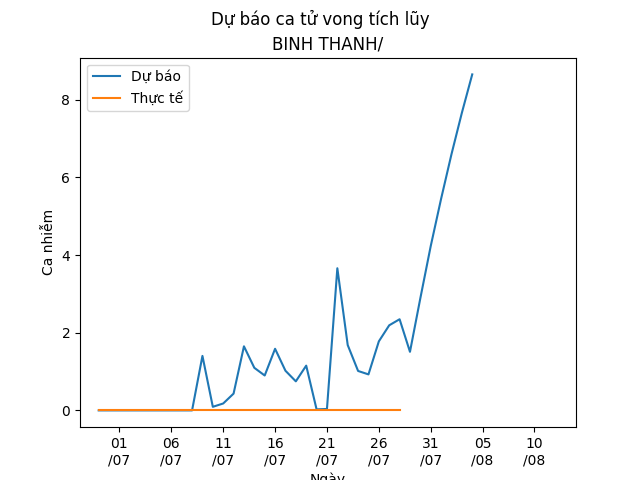 Dự báo ca tử vong tích lũy
BINH THANH/
Dự báo
Thực tế
Ca nhiễm
8
6
4
2
0
01 06 11 16 21 26 31 05 10
/07 /07 /07 /07 /07 /07 /07 /08 /08
Ngày